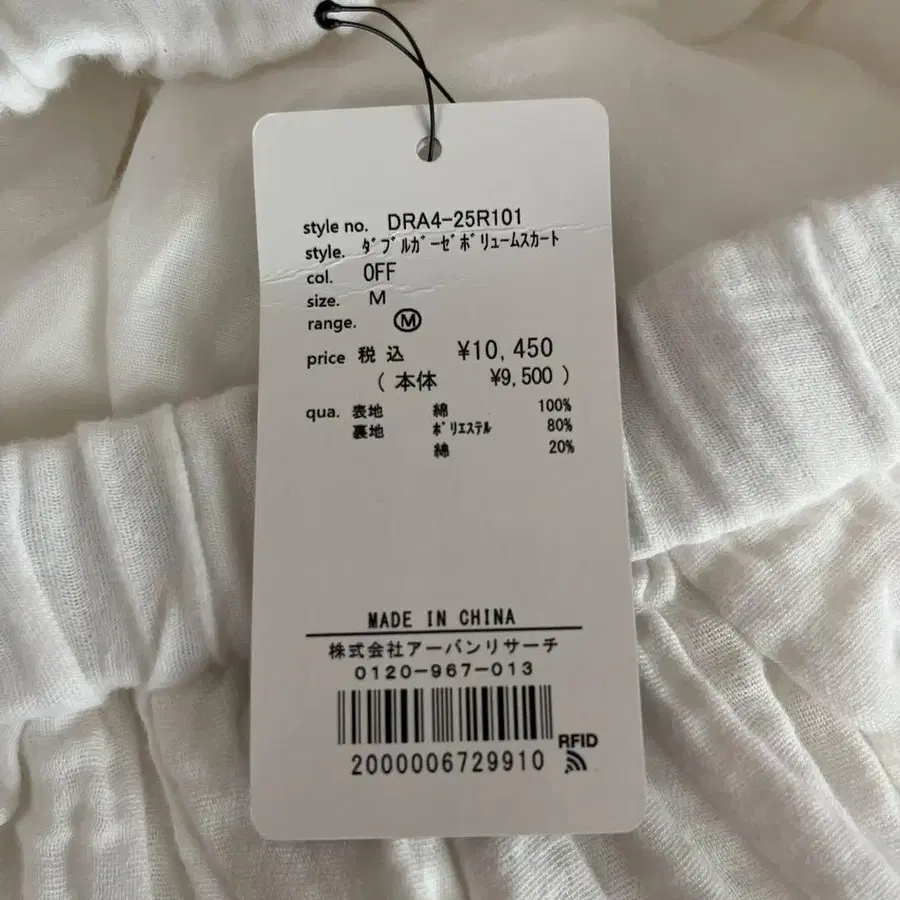 style no. DRA4-25R101
style. ﾀﾞﾌﾞﾙｶﾞｰｾﾞﾎﾞﾘｭｰﾑｽｶｰﾄ
col. OFF
size. M
range. Ⓜ
price 税込 ¥10,450
(本体 ¥9,500)
qua. 表地 綿 100%
裏地 ﾎﾟﾘｴｽﾃﾙ 80%
綿 20%
MADE IN CHINA
株式会社アーバンリサーチ
0120-967-013
RFID
2000006729910